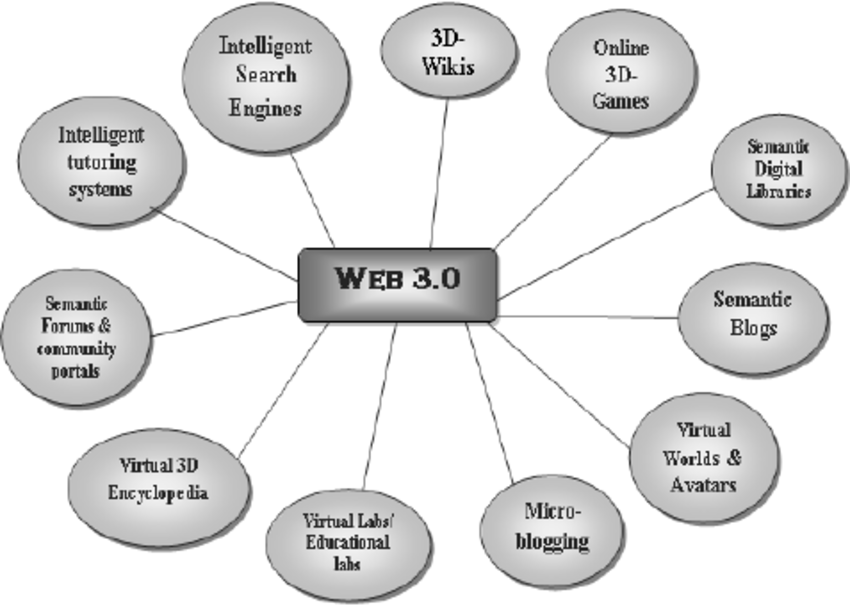 Intelligent
Search
Engines
3D-
Wikis
Online
3D-
Games
Intelligent
tutoring
systems
Semantic
Digital
Libraries
WEB 3.0
Semantic
Forums &
community
portals
Semantic
Blogs
Virtual
Worlds &
Avatars
Virtual 3D
Encyclopedia
Virtual Labs/
Educational
labs
Micro-
blogging